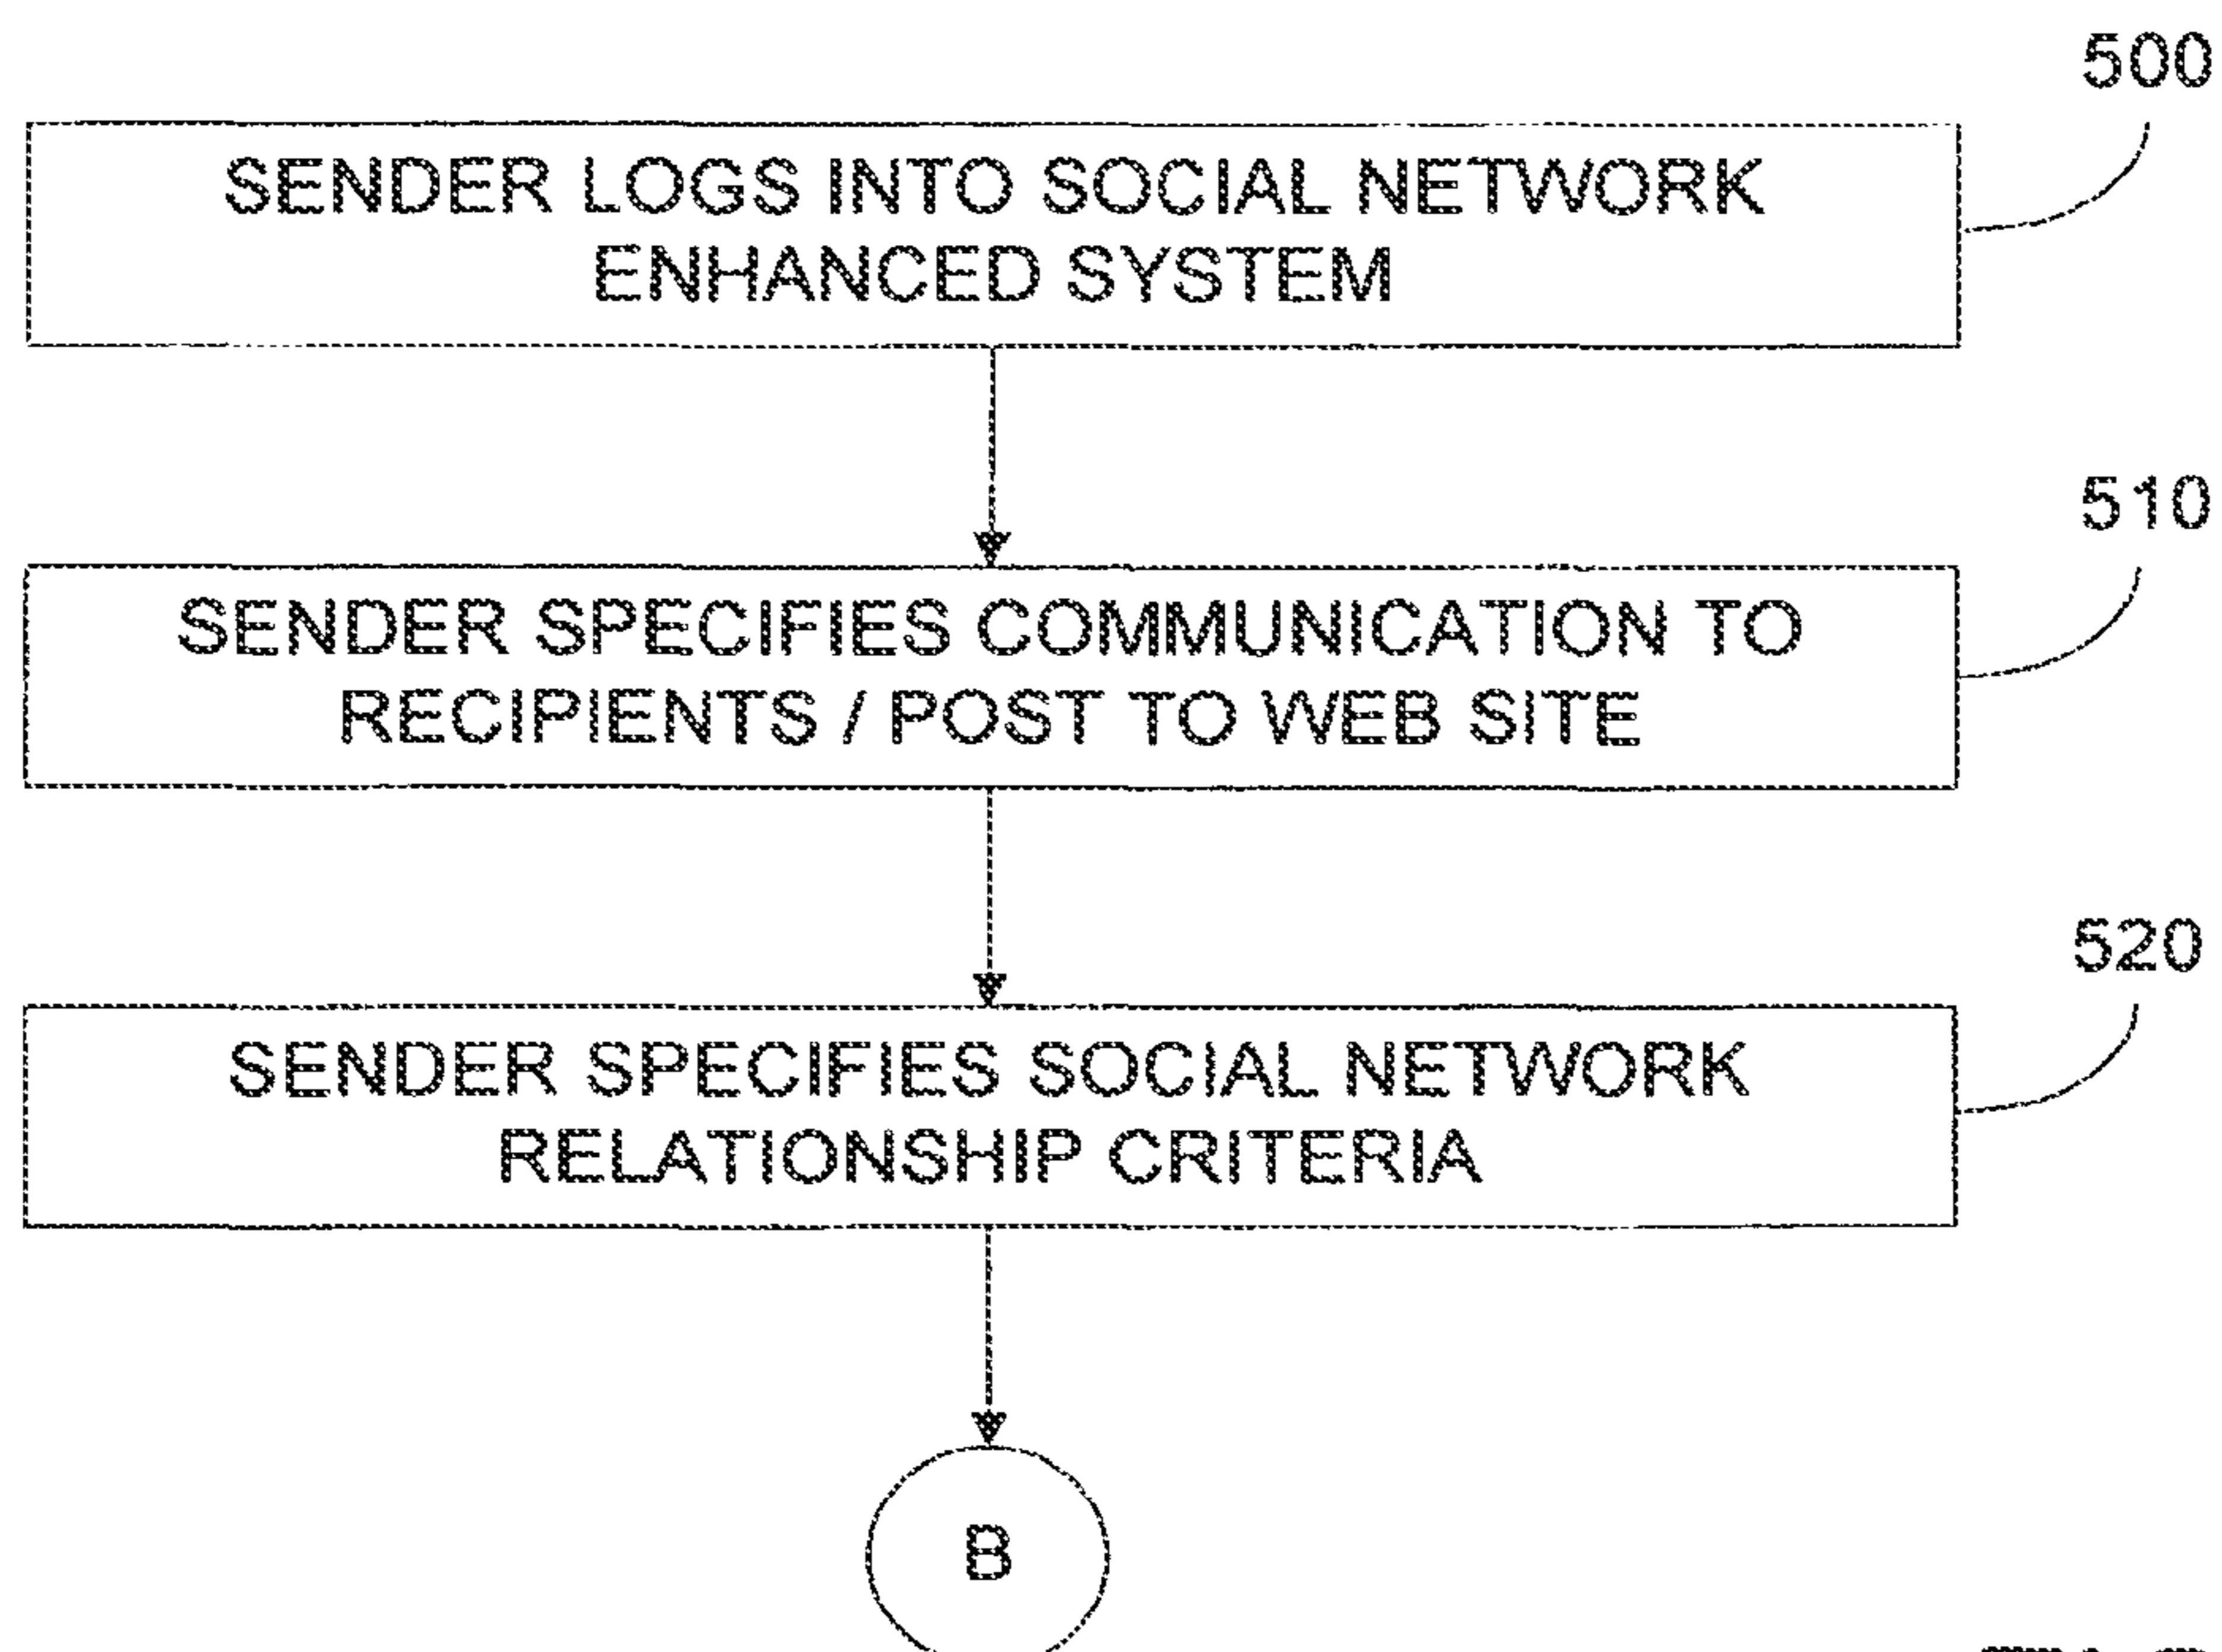 500
SENDER LOGS INTO SOCIAL NETWORK
ENHANCED SYSTEM
510
SENDER SPECIFIES COMMUNICATION TO
RECIPIENTS / POST TO WEB SITE
520
SENDER SPECIFIES SOCIAL NETWORK
RELATIONSHIP CRITERIA
B